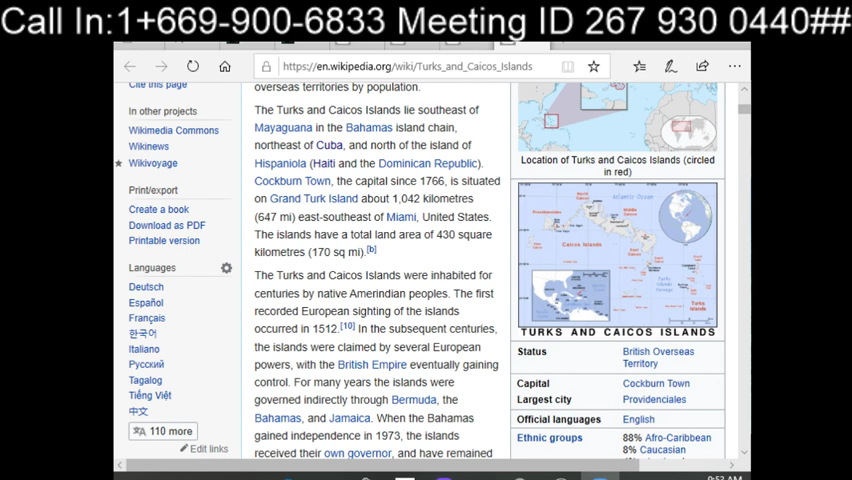 Call In:1+669-900-6833 Meeting ID 267 930 0440##
https://en.wikipedia.org/wiki/Turks_and_Caicos_Islands
Cite this page
In other projects
Wikimedia Commons
Wikinews
Wikivoyage
Print/export
Create a book
Download as PDF
Printable version
Languages
Deutsch
Español
Français
한국어
Italiano
Русский
Tagalog
Tiếng Việt
中文
110 more
Edit links
overseas territories by population.
The Turks and Caicos Islands lie southeast of
Mayaguana in the Bahamas island chain,
northeast of Cuba, and north of the island of
Hispaniola (Haiti and the Dominican Republic).
Cockburn Town, the capital since 1766, is situated
on Grand Turk Island about 1,042 kilometres
(647 mi) east-southeast of Miami, United States.
The islands have a total land area of 430 square
kilometres (170 sq mi).[b]
The Turks and Caicos Islands were inhabited for
centuries by native Amerindian peoples. The first
recorded European sighting of the islands
occurred in 1512.[10] In the subsequent centuries,
the islands were claimed by several European
powers, with the British Empire eventually gaining
control. For many years the islands were
governed indirectly through Bermuda, the
Bahamas, and Jamaica. When the Bahamas
gained independence in 1973, the islands
received their own governor, and have remained
Location of Turks and Caicos Islands (circled
in red)
Atlantic Ocean
Caicos Islands
Turks
Islands
TURKS AND CAICOS ISLANDS
Status British Overseas
Territory
Capital Cockburn Town
Largest city Providenciales
Official languages English
Ethnic groups 88% Afro-Caribbean
8% Caucasian